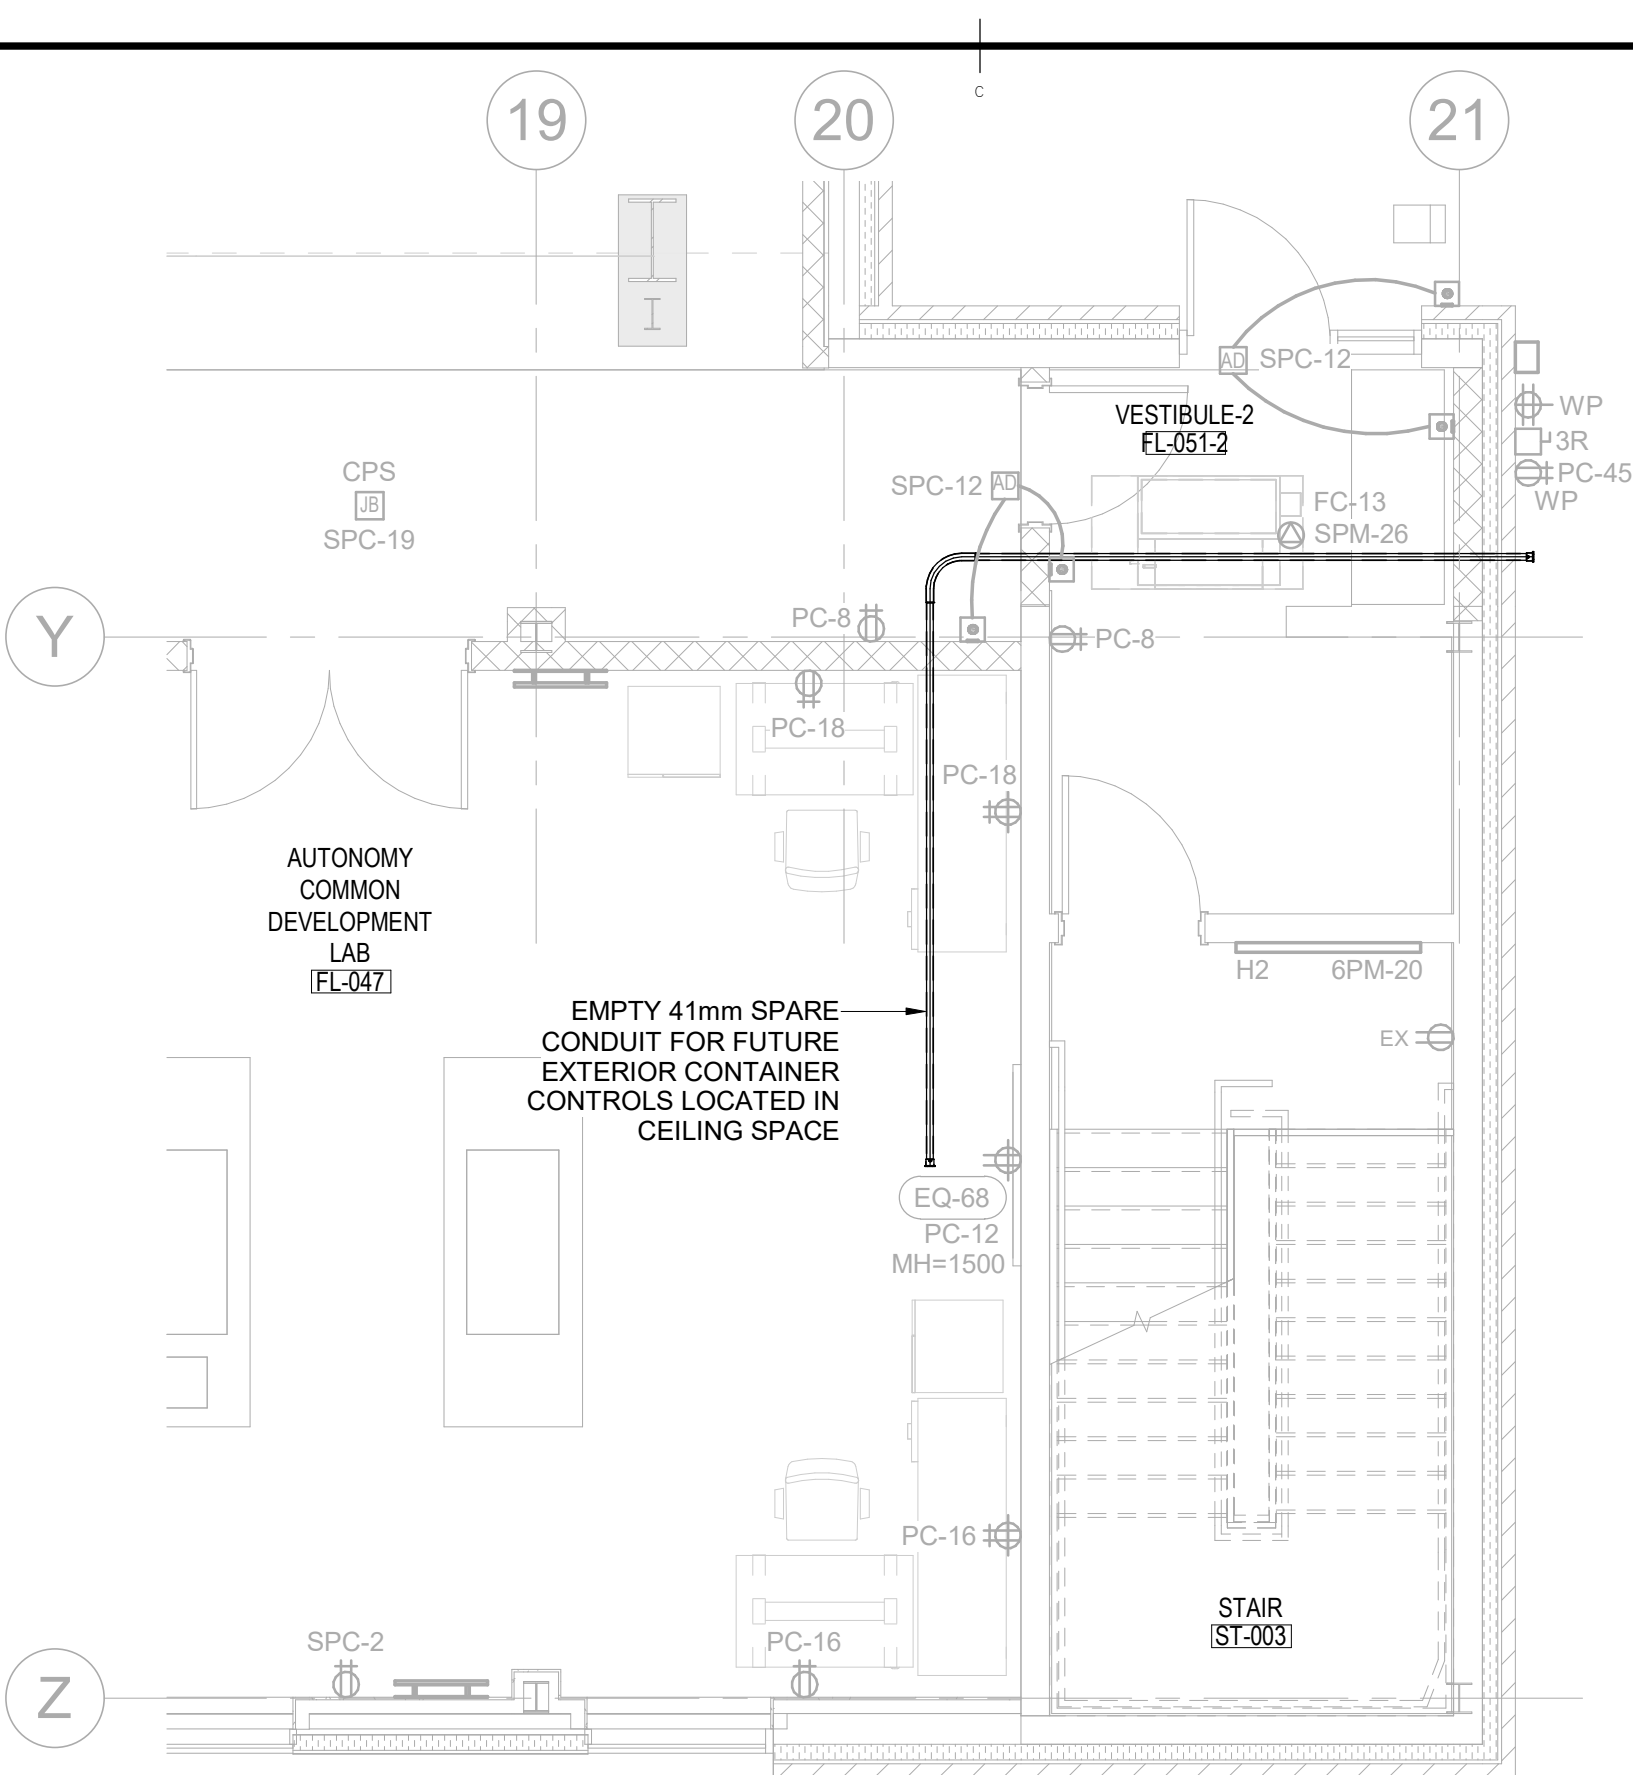 C
19
20
21
AD SPC-12
WP
3R
PC-45
WP
VESTIBULE-2
FL-051-2
CPS
JB
SPC-19
SPC-12 AD
FC-13
SPM-26
Y
PC-8
PC-8
PC-18
PC-18
AUTONOMY
COMMON
DEVELOPMENT
LAB
FL-047
H2 6PM-20
EMPTY 41mm SPARE
CONDUIT FOR FUTURE
EXTERIOR CONTAINER
CONTROLS LOCATED IN
CEILING SPACE
EX
EQ-68
PC-12
MH=1500
PC-16
STAIR
ST-003
SPC-2
PC-16
Z